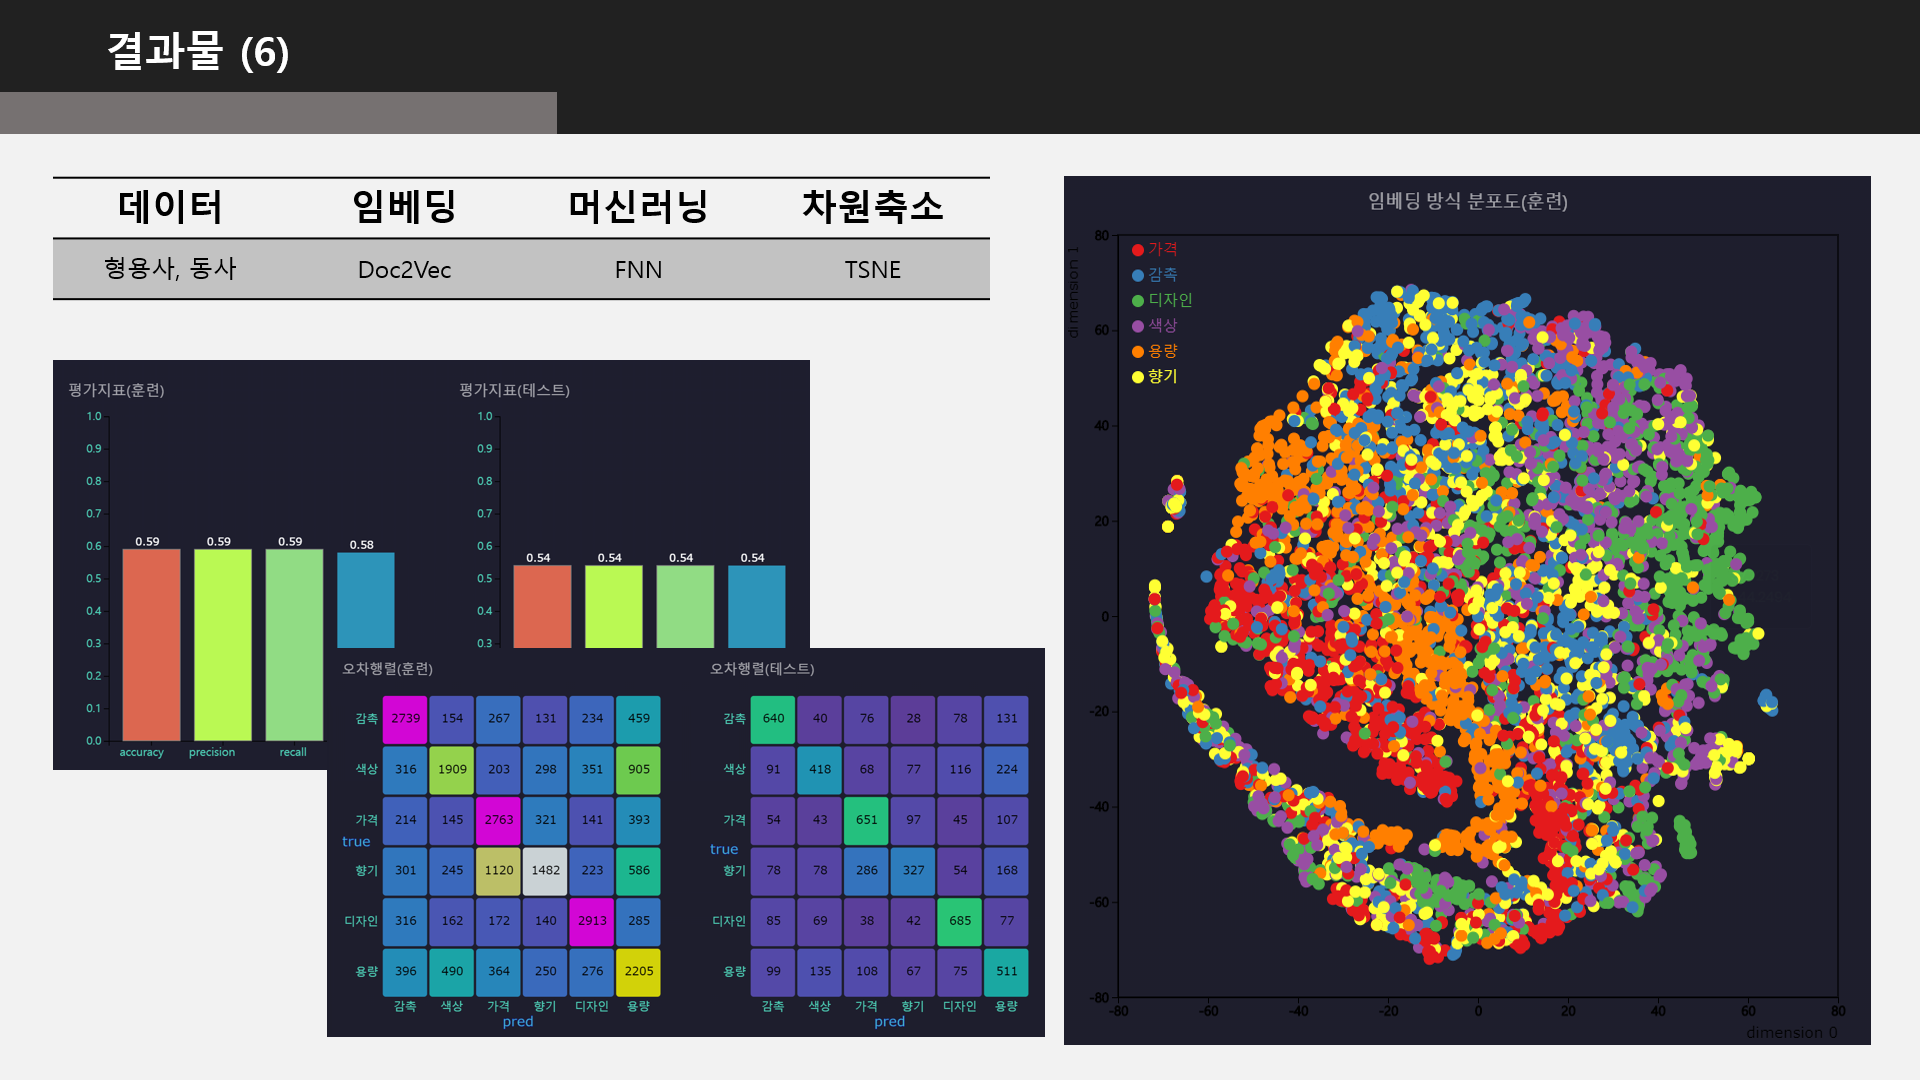 결과물 (6)
데이터 임베딩 머신러닝 차원축소
형용사, 동사 Doc2Vec FNN TSNE
평가지표(훈련)
1.0
0.9
0.8
0.7
0.6
0.5
0.4
0.3
0.2
0.1
0.0
0.59 0.59 0.59 0.58
accuracy precision recall
평가지표(테스트)
1.0
0.9
0.8
0.7
0.6
0.5
0.4
0.3
0.54 0.54 0.54 0.54
오차행렬(훈련)
감촉 2739 154 267 131 234 459
색상 316 1909 203 298 351 905
가격 214 145 2763 321 141 393
true
향기 301 245 1120 1482 223 586
디자인 316 162 172 140 2913 285
용량 396 490 364 250 276 2205
감촉 색상 가격 향기 디자인 용량
pred
오차행렬(테스트)
감촉 640 40 76 28 78 131
색상 91 418 68 77 116 224
가격 54 43 651 97 45 107
true
향기 78 78 286 327 54 168
디자인 85 69 38 42 685 77
용량 99 135 108 67 75 511
감촉 색상 가격 향기 디자인 용량
pred
임베딩 방식 분포도(훈련)
가격
감촉
디자인
색상
용량
향기
dimension 1
80
60
40
20
0
-20
-40
-60
-80
-80 -60 -40 -20 0 20 40 60 80
dimension 0